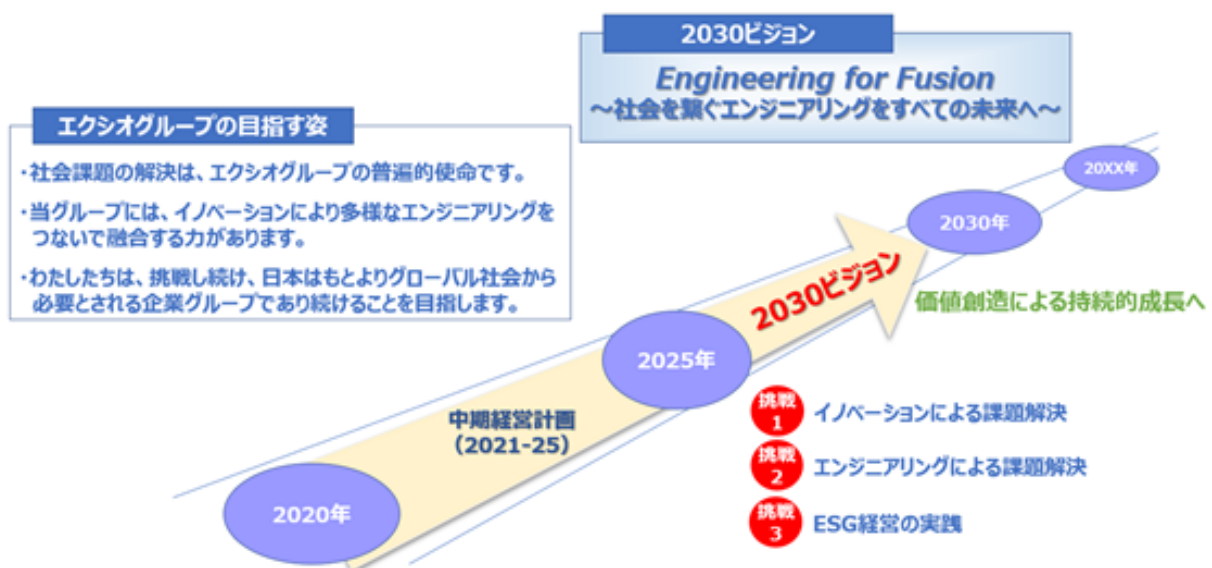 2030ビジョン
Engineering for Fusion
～社会を繋ぐエンジニアリングをすべての未来へ～
エクシオグループの目指す姿
・社会課題の解決は、エクシオグループの普遍的使命です。
・当グループには、イノベーションにより多様なエンジニアリングを
つないで融合する力があります。
・わたしたちは、挑戦し続け、日本はもとよりグローバル社会から
必要とされる企業グループであり続けることを目指します。
20XX年
2030年
2030ビジョン
価値創造による持続的成長へ
2025年
中期経営計画
（2021-25）
2020年
挑戦
1
イノベーションによる課題解決
挑戦
2
エンジニアリングによる課題解決
挑戦
3
ESG経営の実践